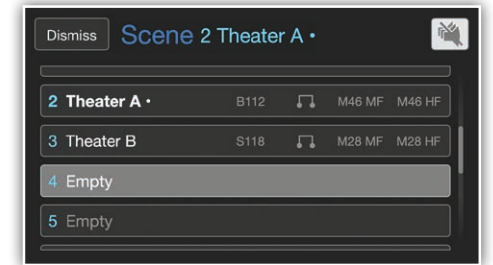 Dismiss Scene 2 Theater A •
2 Theater A • B112 M46 MF M46 HF
3 Theater B S118 M28 MF M28 HF
4 Empty
5 Empty